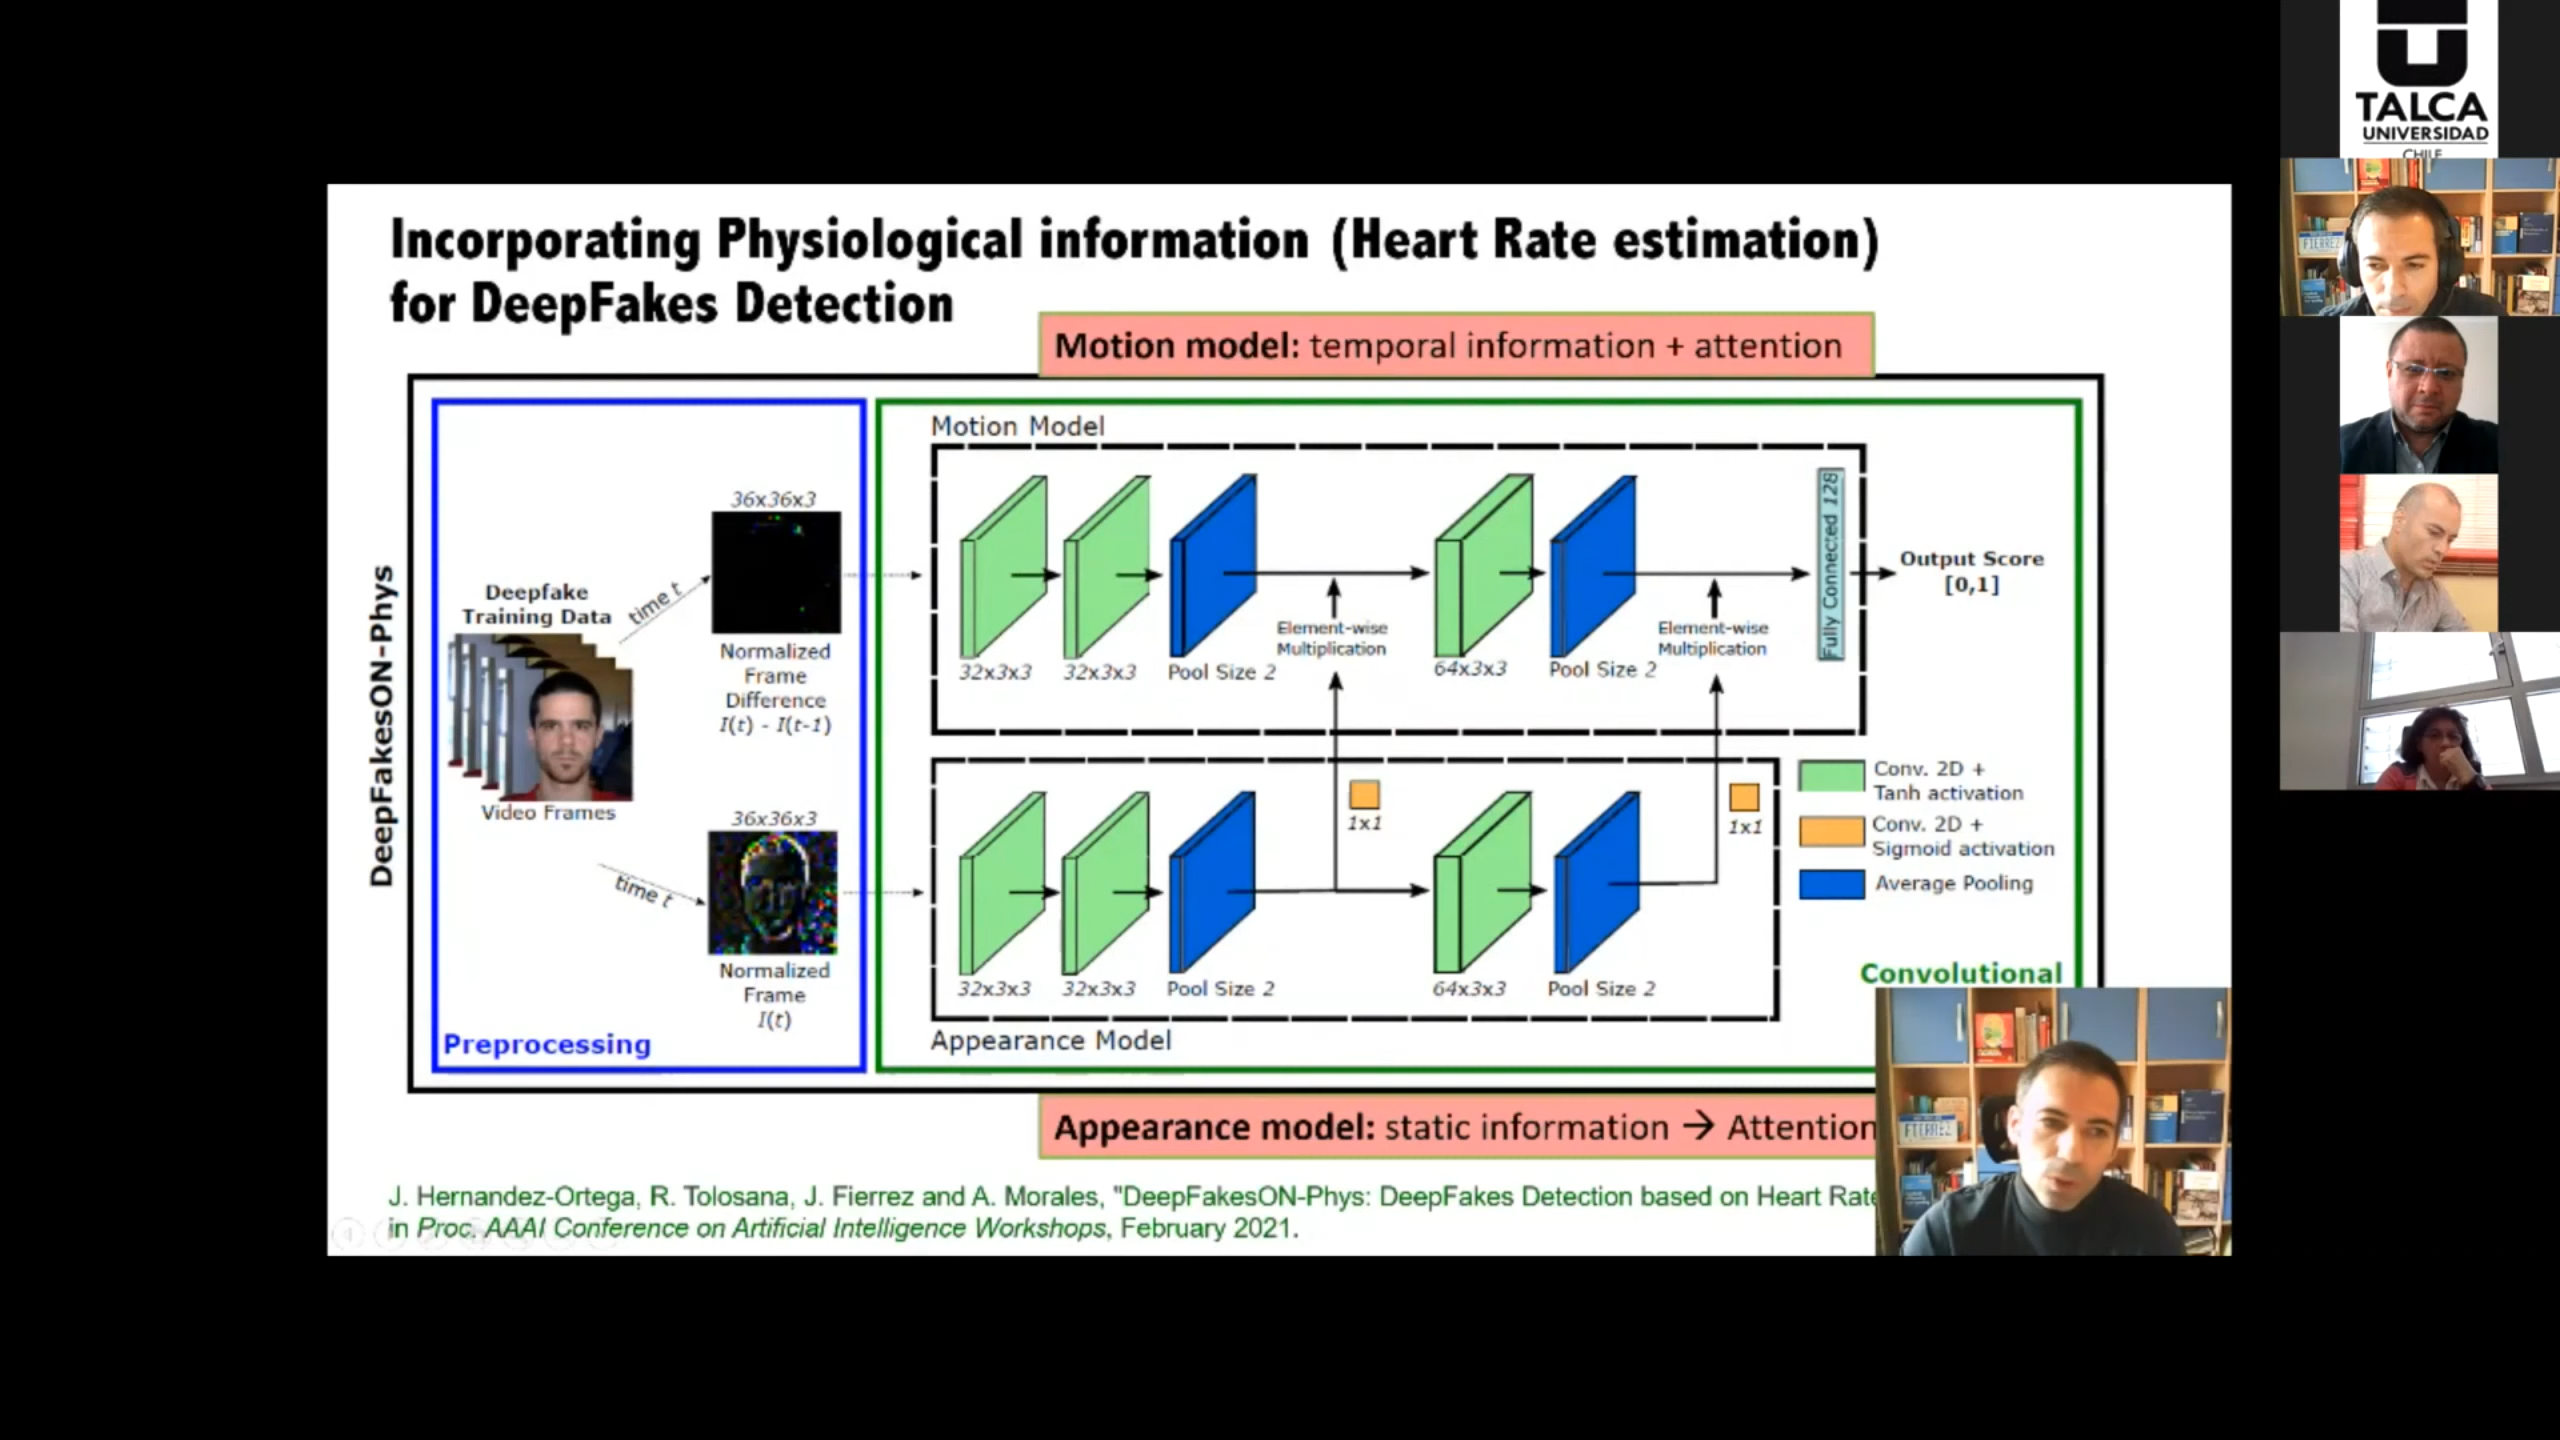 TALCA
UNIVERSIDAD
CHILE
FIERREZ
Incorporating Physiological information (Heart Rate estimation)
for DeepFakes Detection
Motion model: temporal information + attention
DeepFakesON-Phys
Deepfake
Training Data
Video Frames
time t
time t
36x36x3
Normalized
Frame
Difference
I(t) - I(t-1)
36x36x3
Normalized
Frame
I(t)
Preprocessing
Motion Model
32x3x3
32x3x3
Pool Size 2
Element-wise
Multiplication
64x3x3
Pool Size 2
Element-wise
Multiplication
Fully Connected 128
Output Score
[0,1]
1x1
1x1
32x3x3
32x3x3
Pool Size 2
64x3x3
Pool Size 2
Appearance Model
Conv. 2D +
Tanh activation
Conv. 2D +
Sigmoid activation
Average Pooling
Convolutional
Appearance model: static information → Attention
FIERREZ
J. Hernandez-Ortega, R. Tolosana, J. Fierrez and A. Morales, "DeepFakesON-Phys: DeepFakes Detection based on Heart Rate
in Proc. AAAI Conference on Artificial Intelligence Workshops, February 2021.